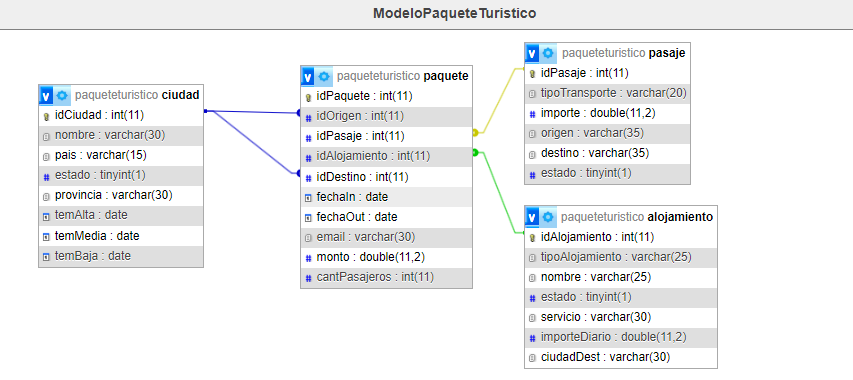 ModeloPaqueteTuristico
paqueteturistico ciudad
idCiudad : int(11)
nombre : varchar(30)
pais : varchar(15)
estado : tinyint(1)
provincia : varchar(30)
temAlta : date
temMedia : date
temBaja : date
paqueteturistico paquete
idPaquete : int(11)
idOrigen : int(11)
idPasaje : int(11)
idAlojamiento : int(11)
idDestino : int(11)
fechaIn : date
fechaOut : date
email : varchar(30)
monto : double(11,2)
cantPasajeros : int(11)
paqueteturistico pasaje
idPasaje : int(11)
tipoTransporte : varchar(20)
importe : double(11,2)
origen : varchar(35)
destino : varchar(35)
estado : tinyint(1)
paqueteturistico alojamiento
idAlojamiento : int(11)
tipoAlojamiento : varchar(25)
nombre : varchar(25)
estado : tinyint(1)
servicio : varchar(30)
importeDiario : double(11,2)
ciudadDest : varchar(30)